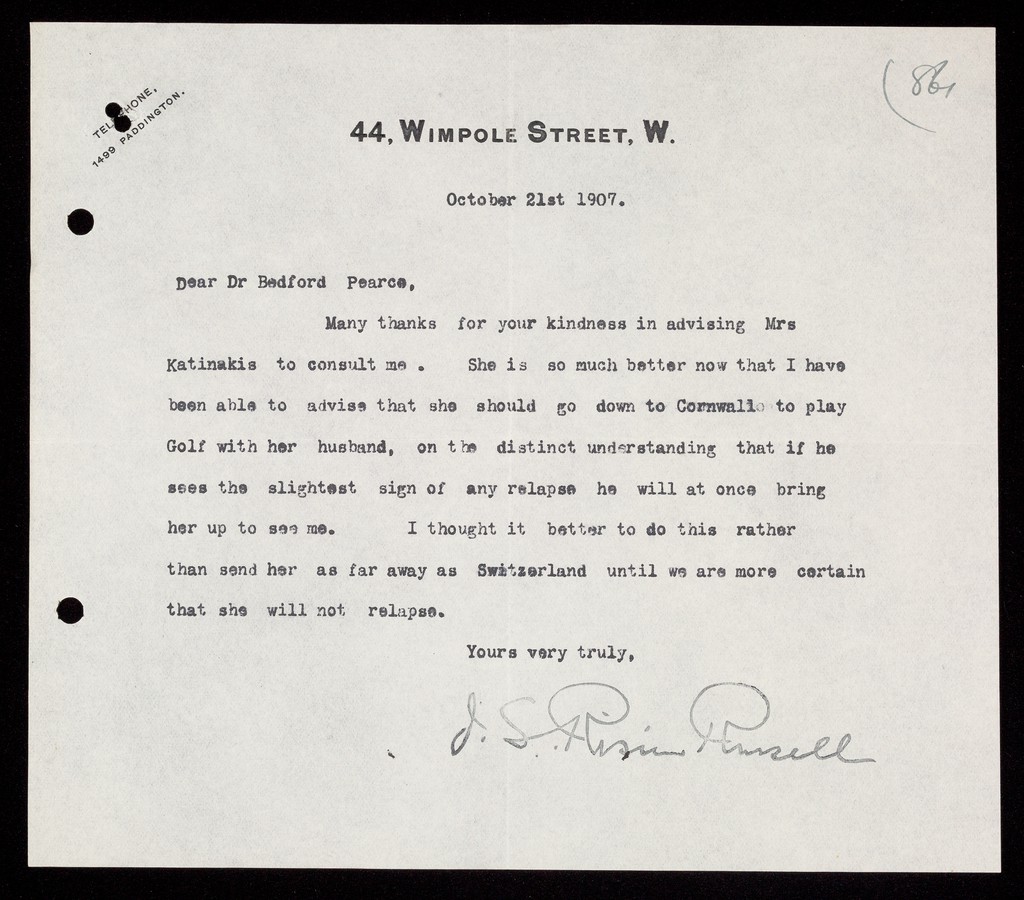 TELEPHONE,
1499 PADDINGTON.
(86,
44, WIMPOLE STREET, W.
October 21st 1907.
Dear Dr Bedford Pearce,
Many thanks for your kindness in advising Mrs
Katinakis to consult me . She is so much better now that I have
been able to advise that she should go down to Cornwall to play
Golf with her husband, on the distinct understanding that if he
sees the slightest sign of any relapse he will at once bring
her up to see me. I thought it better to do this rather
than send her as far away as Switzerland until we are more certain
that she will not relapse.
Yours very truly,
J. S. Risien Russell